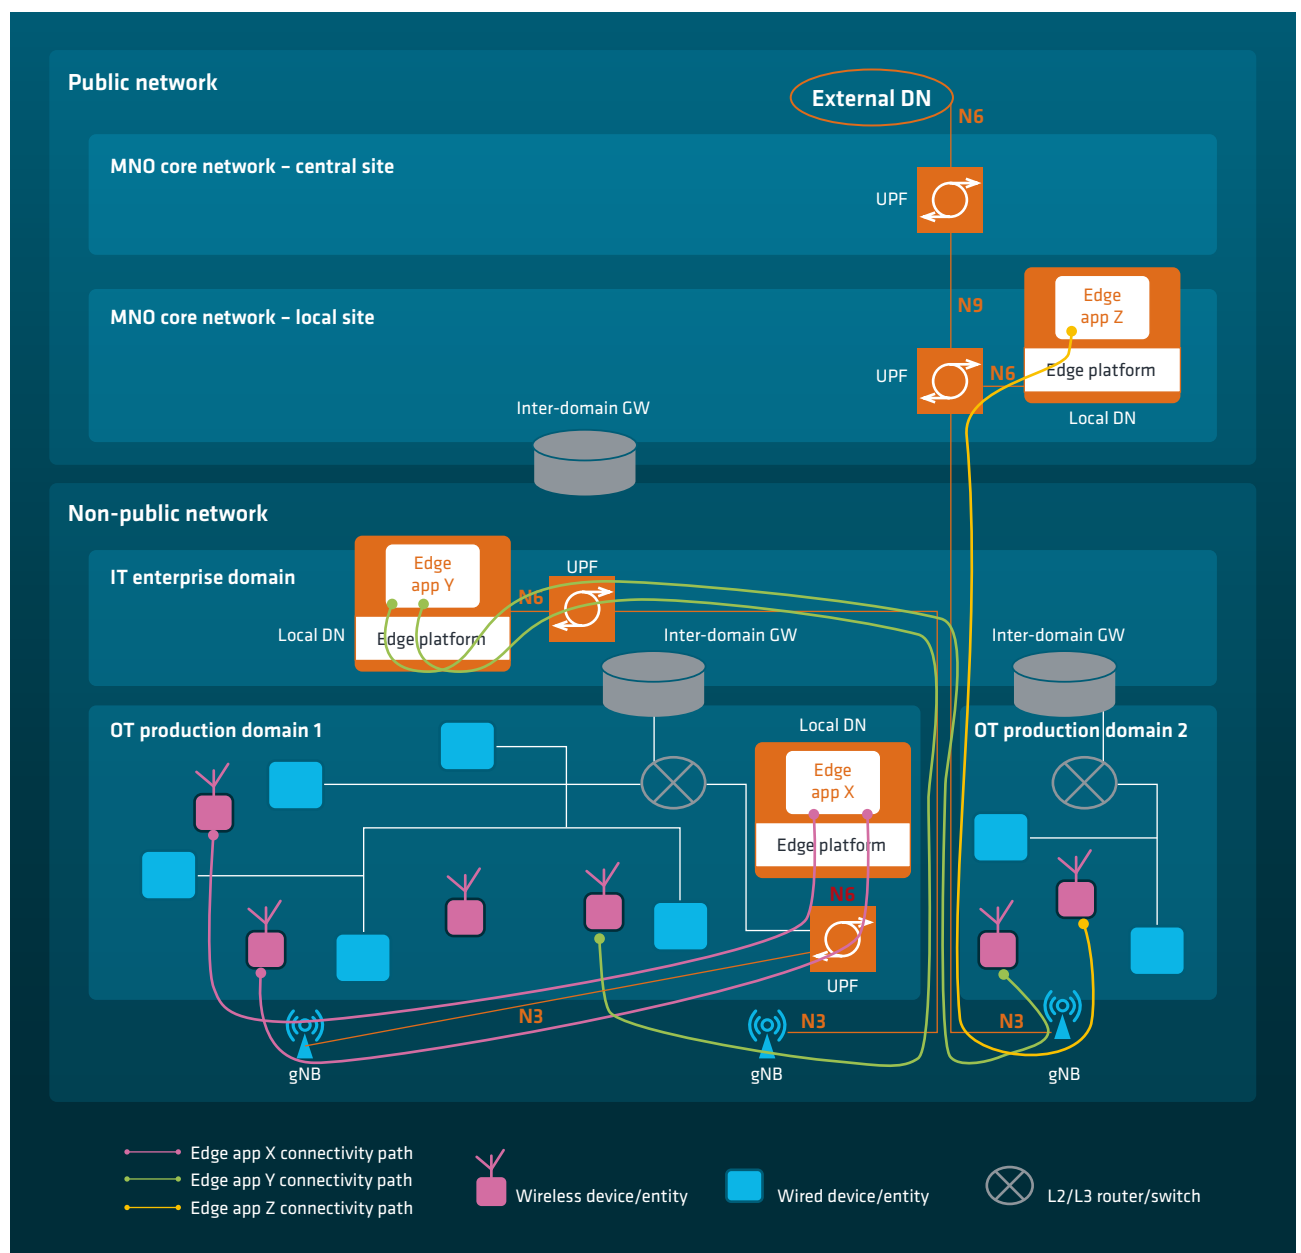 Public network
External DN
N6
MNO core network – central site
UPF
MNO core network – local site
N9
Edge
app Z
UPF
N6
Edge platform
Local DN
Inter-domain GW
Non-public network
IT enterprise domain
Edge
app Y
UPF
N6
Local DN
Edge platform
Inter-domain GW
Inter-domain GW
OT production domain 1
Local DN
OT production domain 2
Edge
app X
Edge platform
N6
UPF
N3
N3
N3
gNB
gNB
gNB
Edge app X connectivity path
Edge app Y connectivity path
Edge app Z connectivity path
Wireless device/entity
Wired device/entity
L2/L3 router/switch